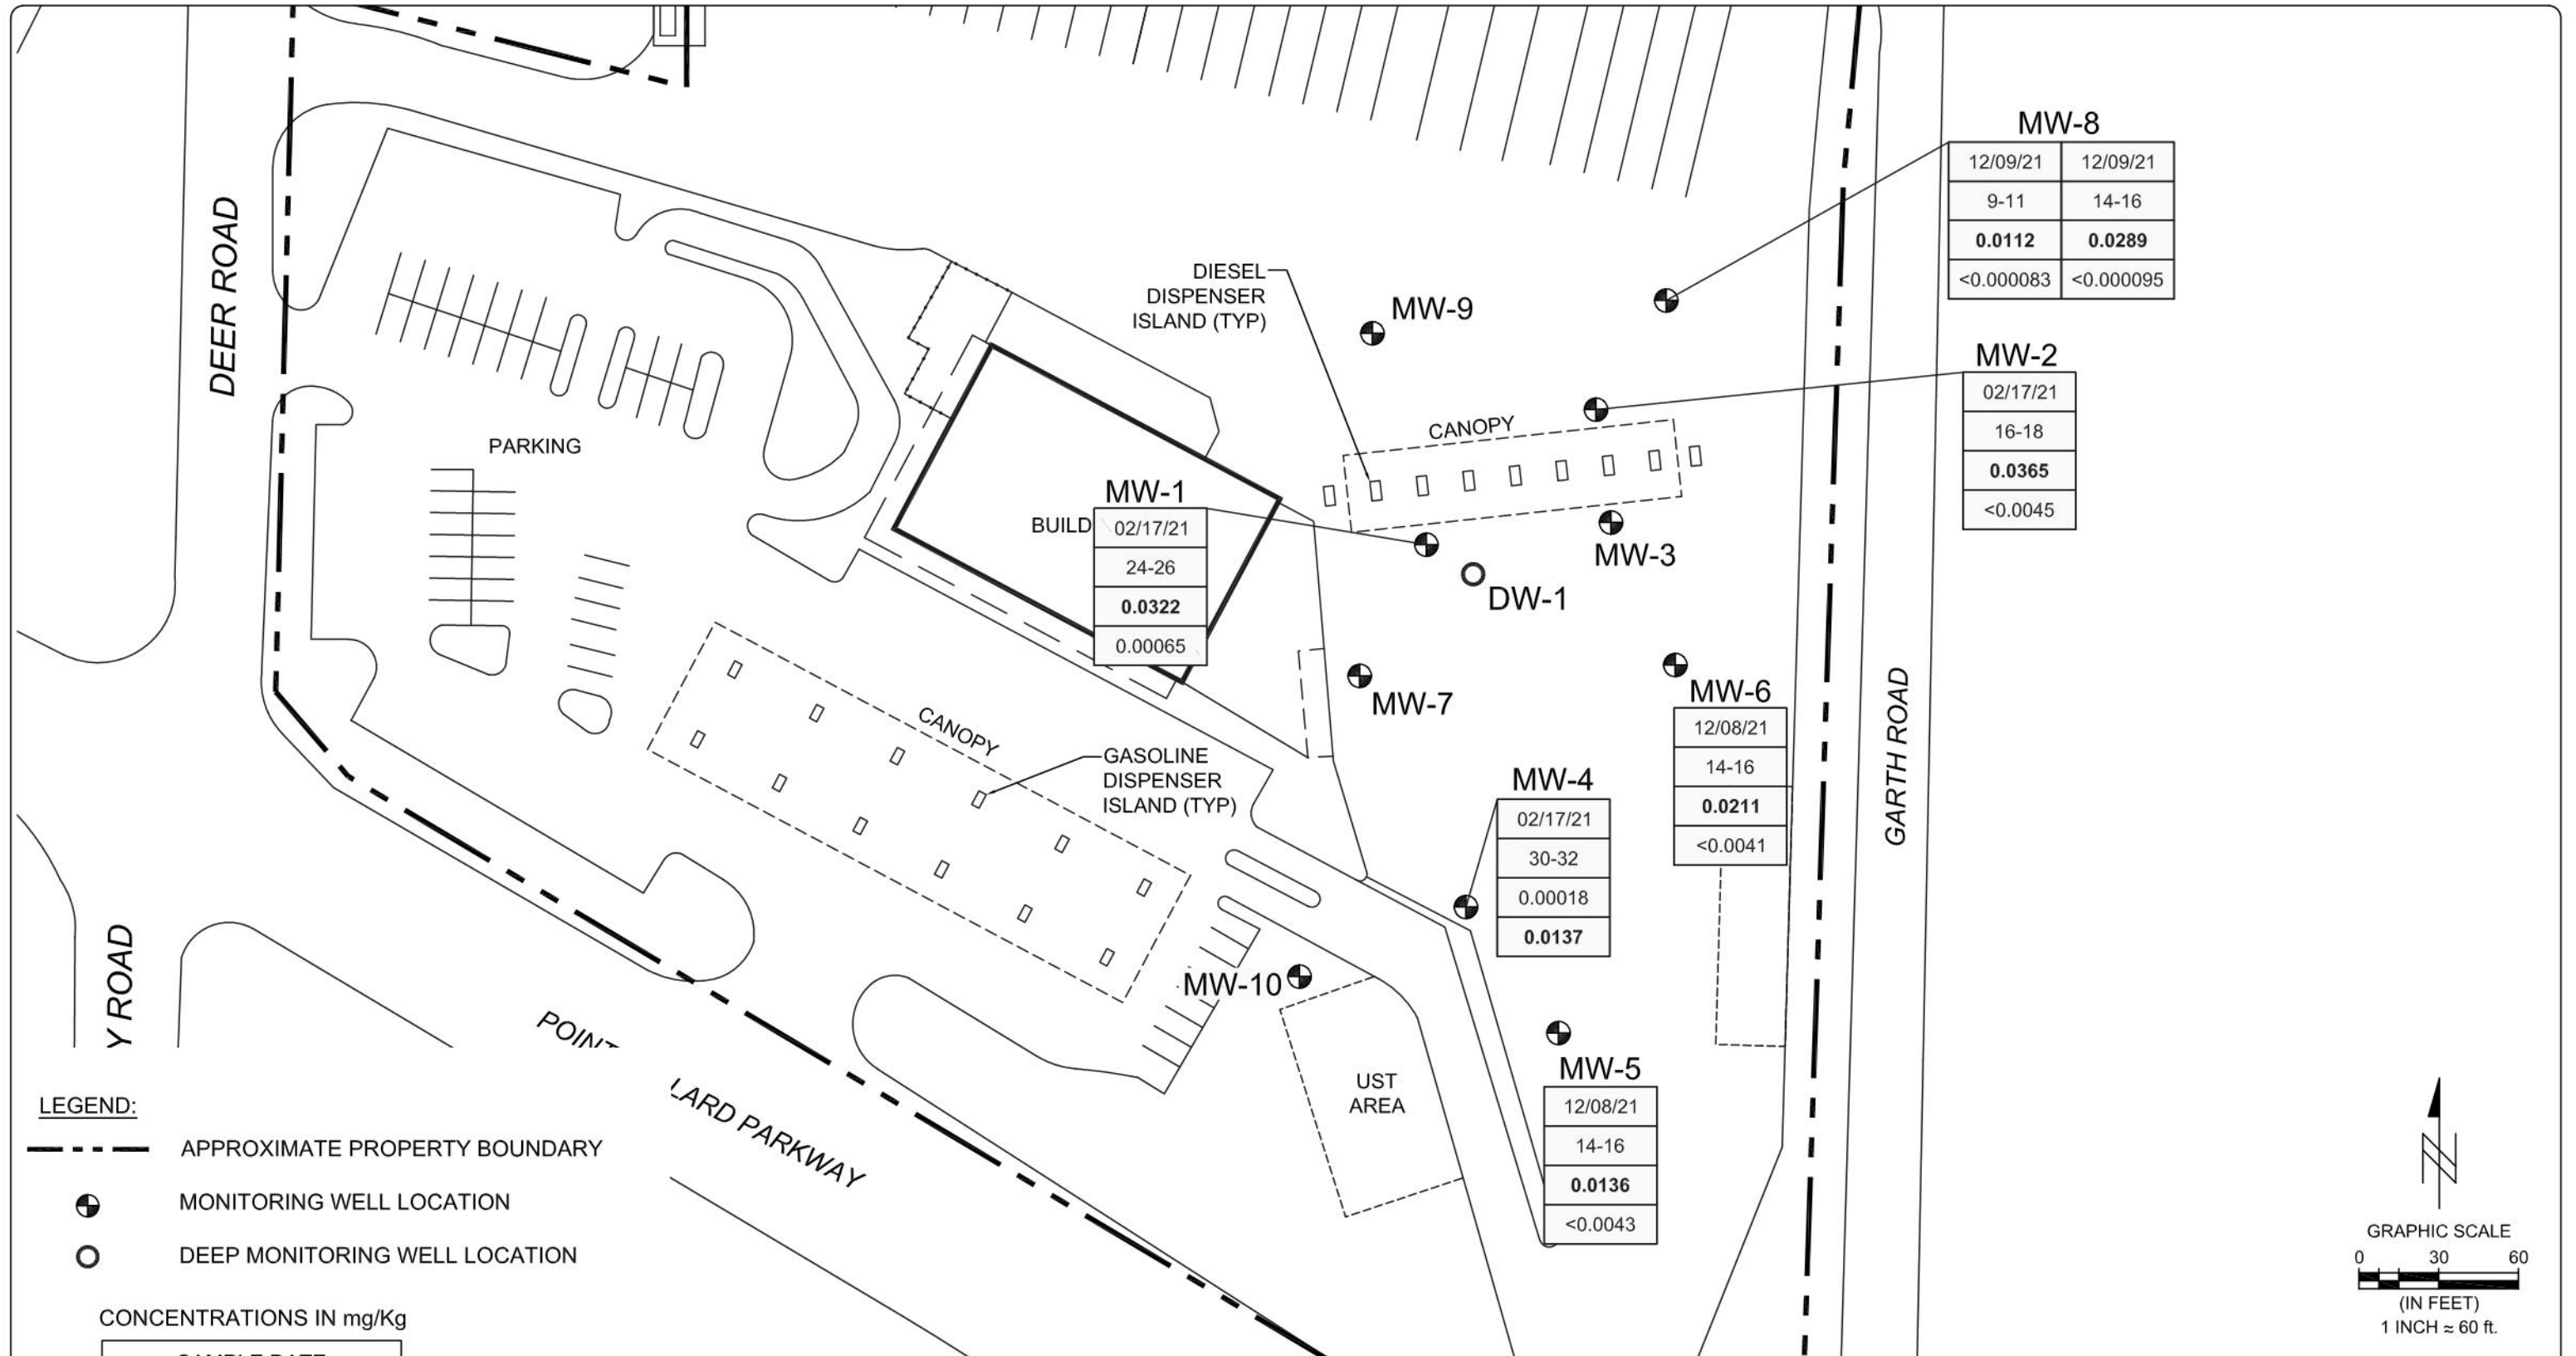 DEER ROAD
MW-8
12/09/21 12/09/21
9-11 14-16
0.0112 0.0289
<0.000083 <0.000095
DIESEL
DISPENSER
ISLAND (TYP)
MW-9
MW-2
02/17/21
16-18
0.0365
<0.0045
CANOPY
PARKING
MW-1
BUILD
02/17/21
24-26
0.0322
0.00065
MW-3
DW-1
MW-7
MW-6
12/08/21
14-16
0.0211
<0.0041
GARTH ROAD
CANOPY
GASOLINE
DISPENSER
ISLAND (TYP)
MW-4
02/17/21
30-32
0.00018
0.0137
MW-10
Y ROAD
POINT
LARD PARKWAY
UST
AREA
MW-5
12/08/21
14-16
0.0136
<0.0043
LEGEND:
APPROXIMATE PROPERTY BOUNDARY
MONITORING WELL LOCATION
DEEP MONITORING WELL LOCATION
CONCENTRATIONS IN mg/Kg
SAMPLE DATE
N
GRAPHIC SCALE
0 30 60
(IN FEET)
1 INCH ≈ 60 ft.